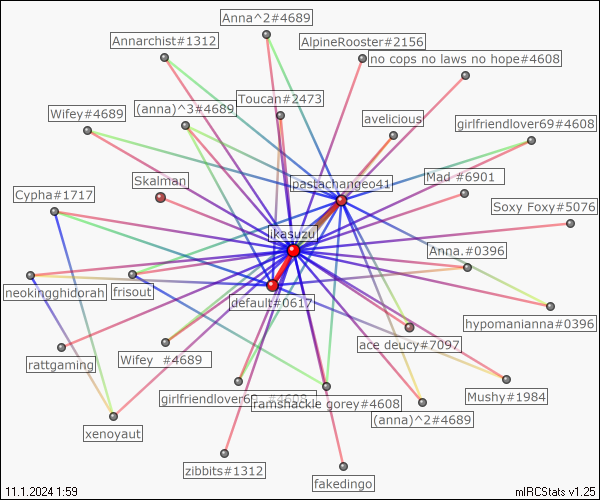 Anna^2#4689
Annarchist#1312
AlpineRooster#2156
no cops no laws no hope#4608
Toucan#2473
Wifey#4689
(anna)^3#4689
avelicious
girlfriendlover69#4608
Skalman
pastachangeo41
Mad #6901
Cypha#1717
Soxy Foxy#5076
ikasuzu
Anna.#0396
neokingghidorah
frisout
default#0617
hypomanianna#0396
rattgaming
Wifey #4689
ace deucy#7097
girlfriendlover69 #4608
ramshackle gorey#4608
Mushy#1984
(anna)^2#4689
xenoyaut
zibbits#1312
fakedingo
11.1.2024 1:59
mIRCStats v1.25